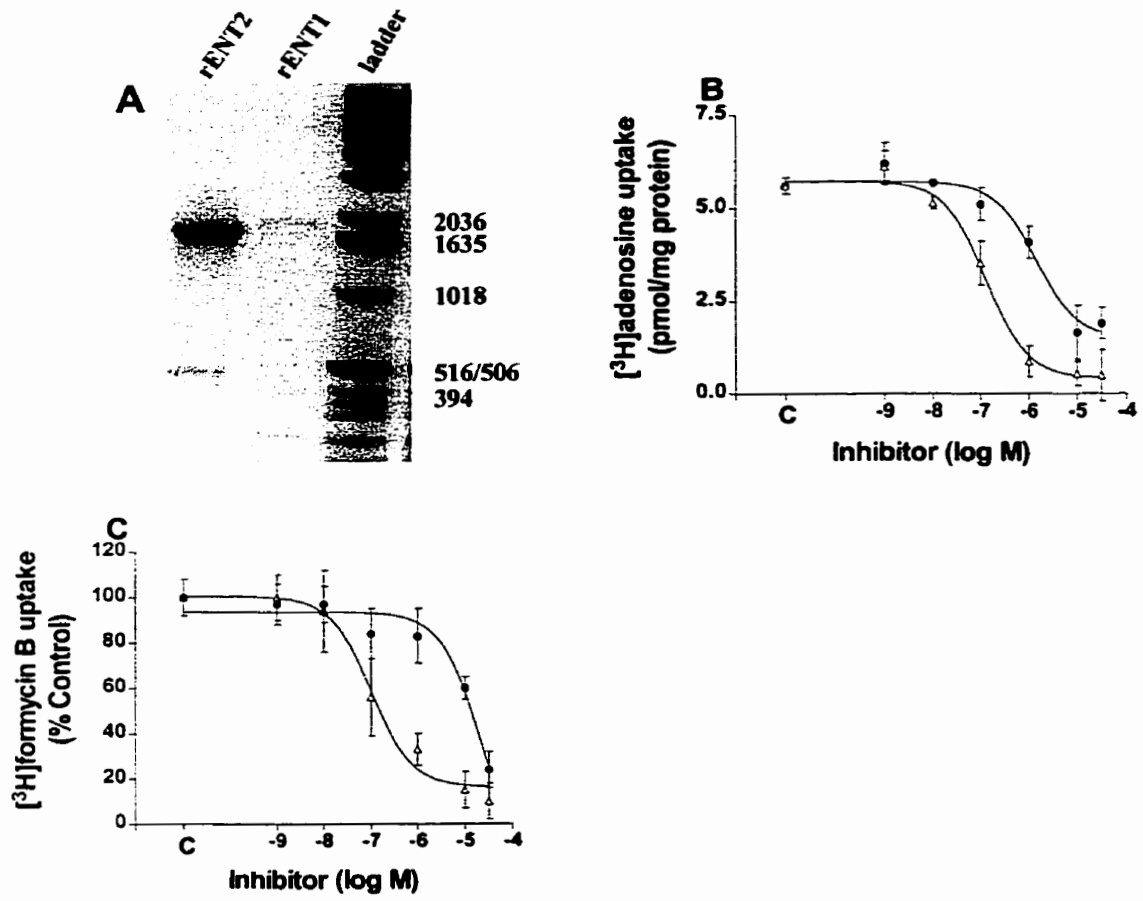 rENT2 rENT1 ladder
A
2036
1635
1018
516/506
394
B
[³H]adenosine uptake
(pmol/mg protein)
7.5
5.0
2.5
0.0
C -9 -8 -7 -6 -5 -4
Inhibitor (log M)
C
[³H]formycin B uptake
(% Control)
120
100
80
60
40
20
0
C -9 -8 -7 -6 -5 -4
Inhibitor (log M)